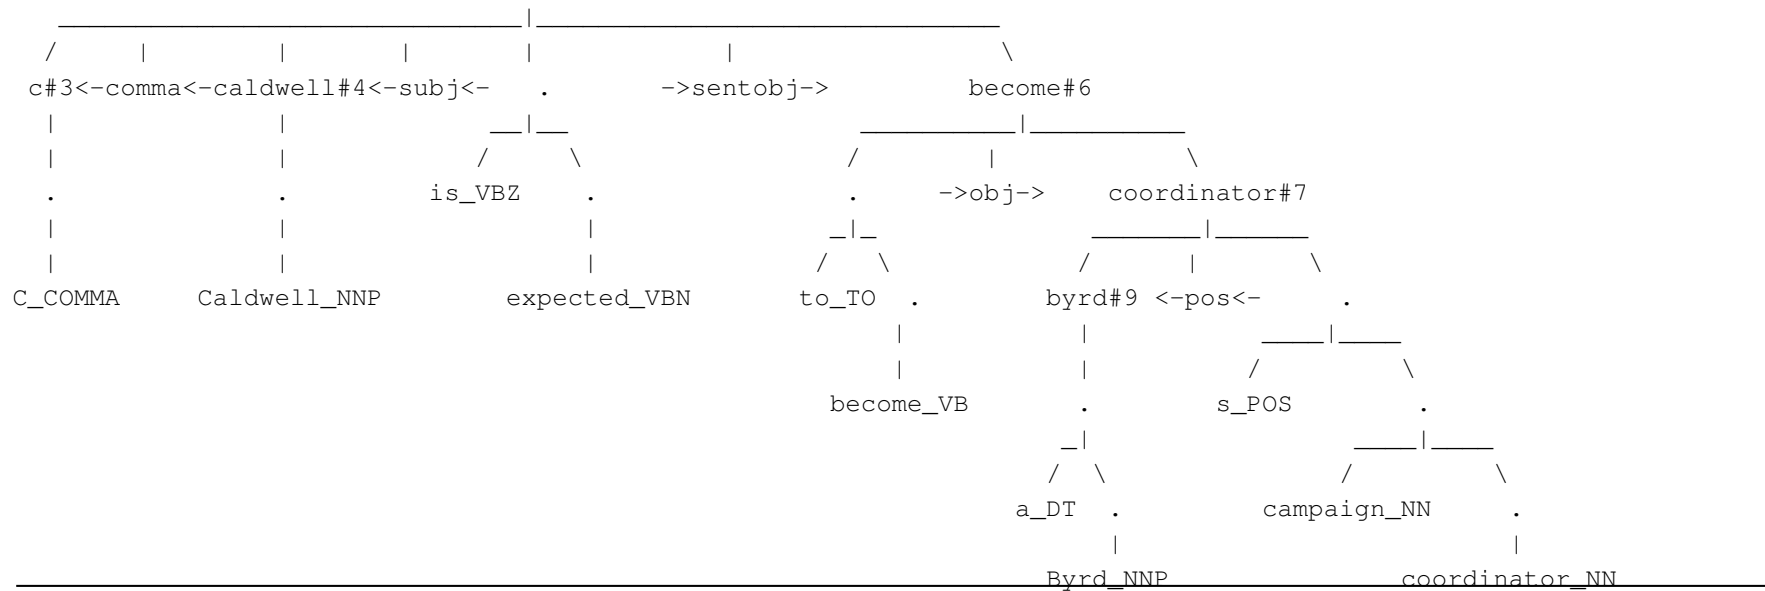 c#3<-comma<-caldwell#4<-subj<- . ->sentobj-> become#6
. . is_VBZ . . ->obj-> coordinator#7
C_COMMA Caldwell_NNP expected_VBN to_TO . byrd#9 <-pos<- .
become_VB . s_POS .
a_DT . campaign_NN .
Byrd_NNP coordinator_NN